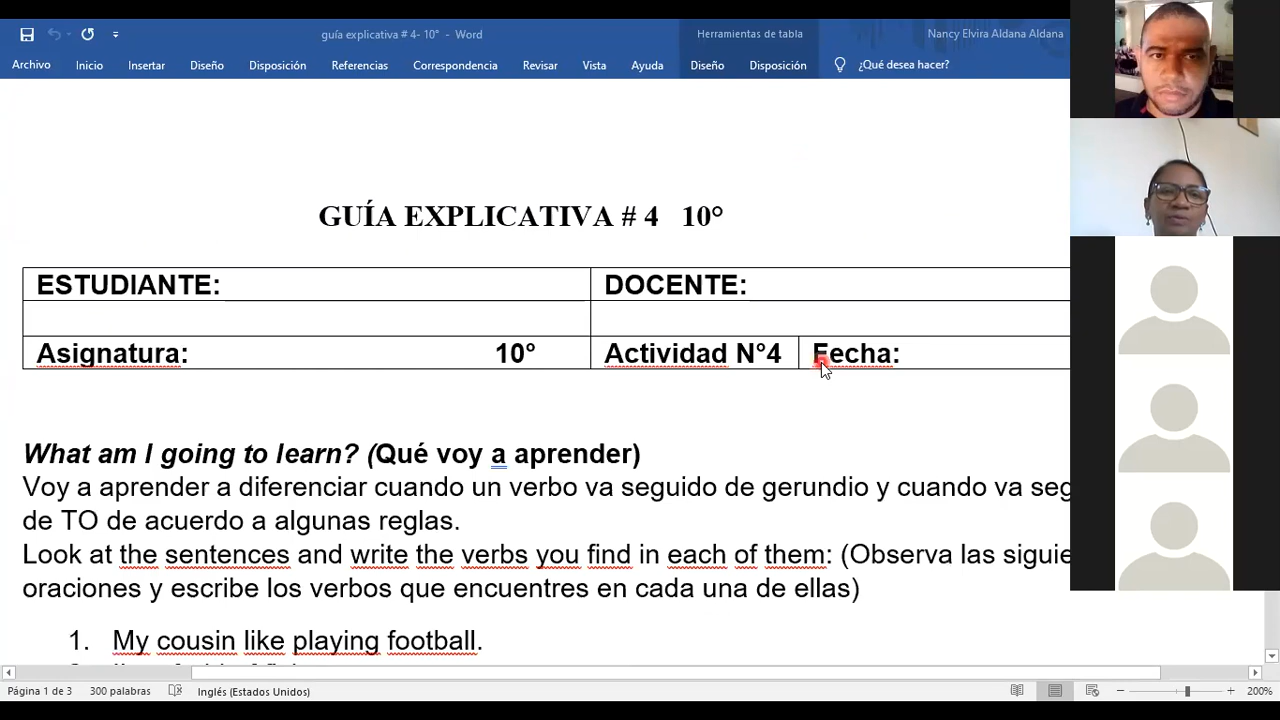 guía explicativa # 4- 10° - Word
Herramientas de tabla
Nancy Elvira Aldana Aldana
Archivo Inicio Insertar Diseño Disposición Referencias Correspondencia Revisar Vista Ayuda Diseño Disposición ¿Qué desea hacer?
GUÍA EXPLICATIVA # 4 10°
ESTUDIANTE: DOCENTE:
Asignatura: 10° Actividad N°4 Fecha:
What am I going to learn? (Qué voy a aprender)
Voy a aprender a diferenciar cuando un verbo va seguido de gerundio y cuando va seg
de TO de acuerdo a algunas reglas.
Look at the sentences and write the verbs you find in each of them: (Observa las siguie
oraciones y escribe los verbos que encuentres en cada una de ellas)
1. My cousin like playing football.
Página 1 de 3 300 palabras Inglés (Estados Unidos) 200%